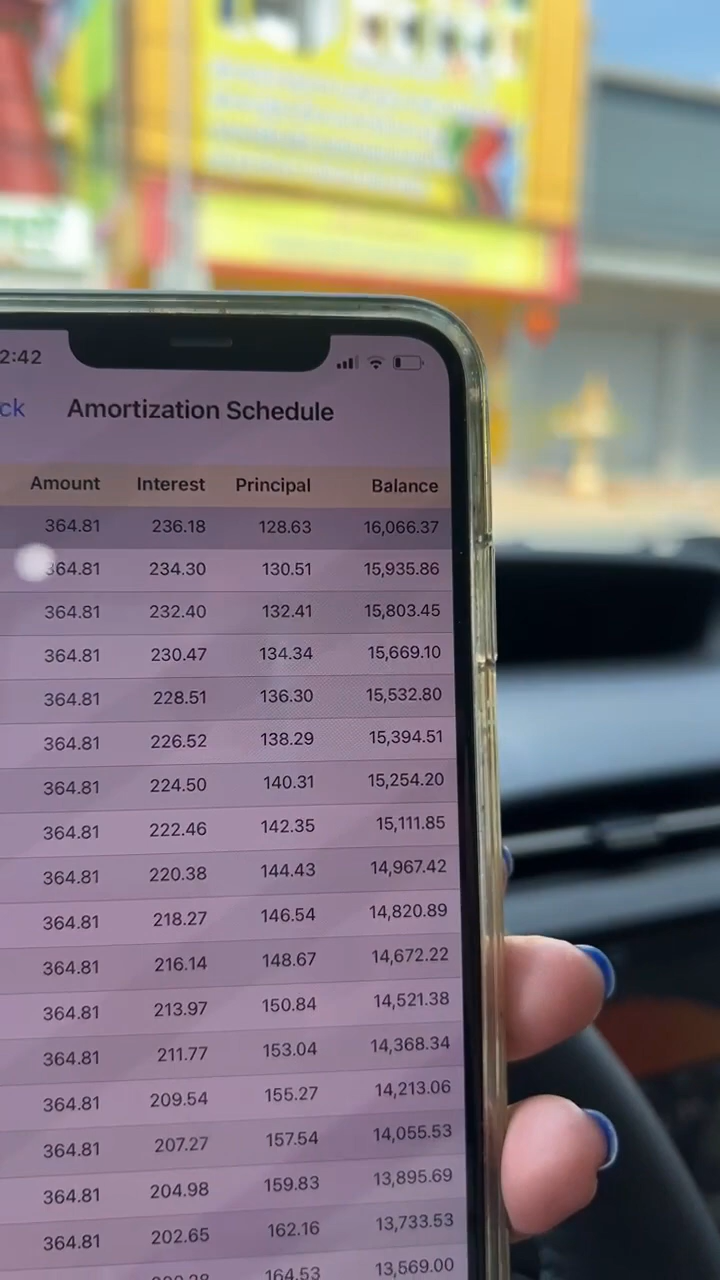 2:42
ck Amortization Schedule
Amount Interest Principal Balance
364.81 236.18 128.63 16,066.37
364.81 234.30 130.51 15,935.86
364.81 232.40 132.41 15,803.45
364.81 230.47 134.34 15,669.10
364.81 228.51 136.30 15,532.80
364.81 226.52 138.29 15,394.51
364.81 224.50 140.31 15,254.20
364.81 222.46 142.35 15,111.85
364.81 220.38 144.43 14,967.42
364.81 218.27 146.54 14,820.89
364.81 216.14 148.67 14,672.22
364.81 213.97 150.84 14,521.38
364.81 211.77 153.04 14,368.34
364.81 209.54 155.27 14,213.06
364.81 207.27 157.54 14,055.53
364.81 204.98 159.83 13,895.69
364.81 202.65 162.16 13,733.53
164.53 13,569.00